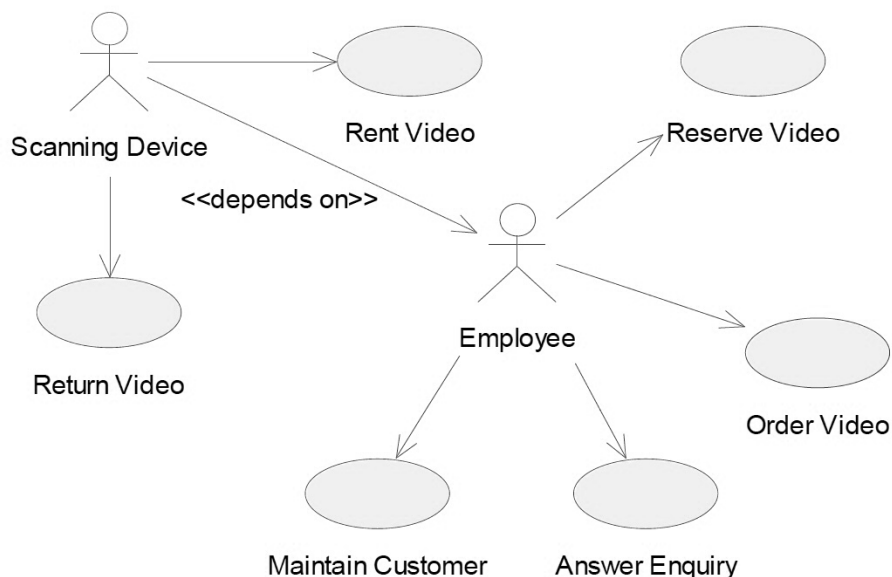 Rent Video
Reserve Video
Scanning Device
<<depends on>>
Employee
Return Video
Order Video
Maintain Customer
Answer Enquiry